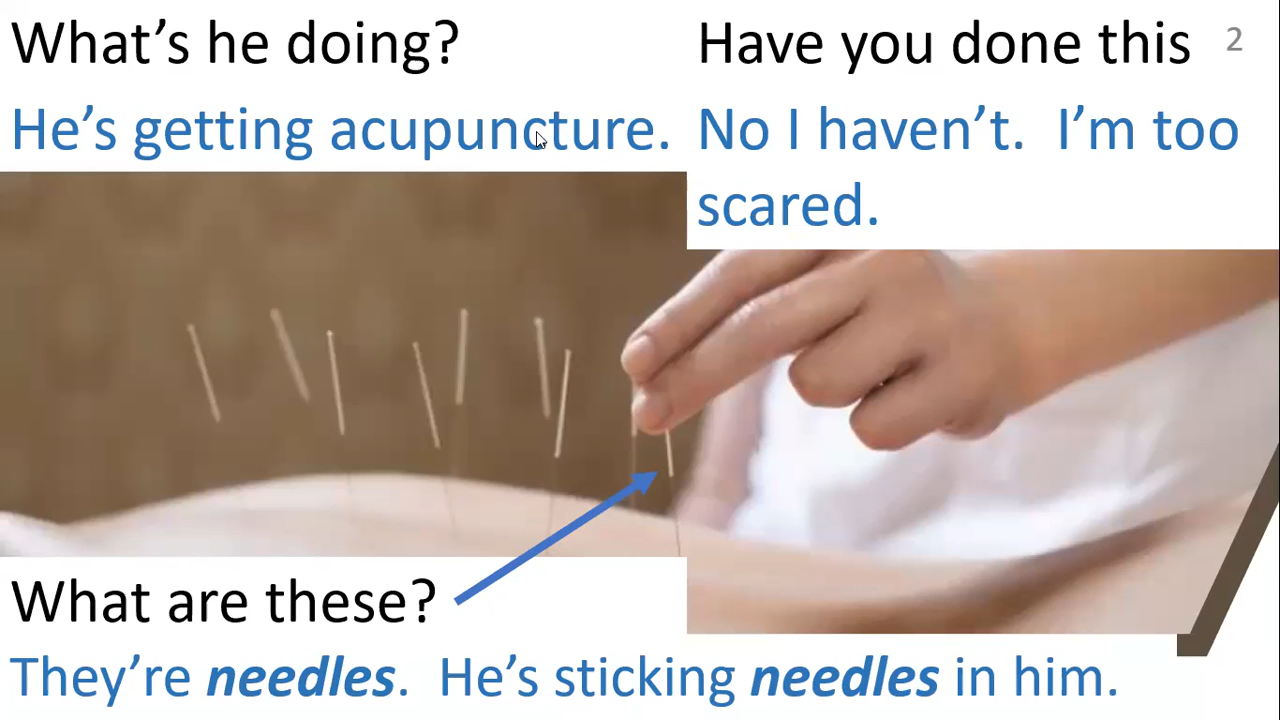 What's he doing?
He's getting acupuncture.
Have you done this
2
No I haven't.  I'm too
scared.
What are these?
They're needles.  He's sticking needles in him.